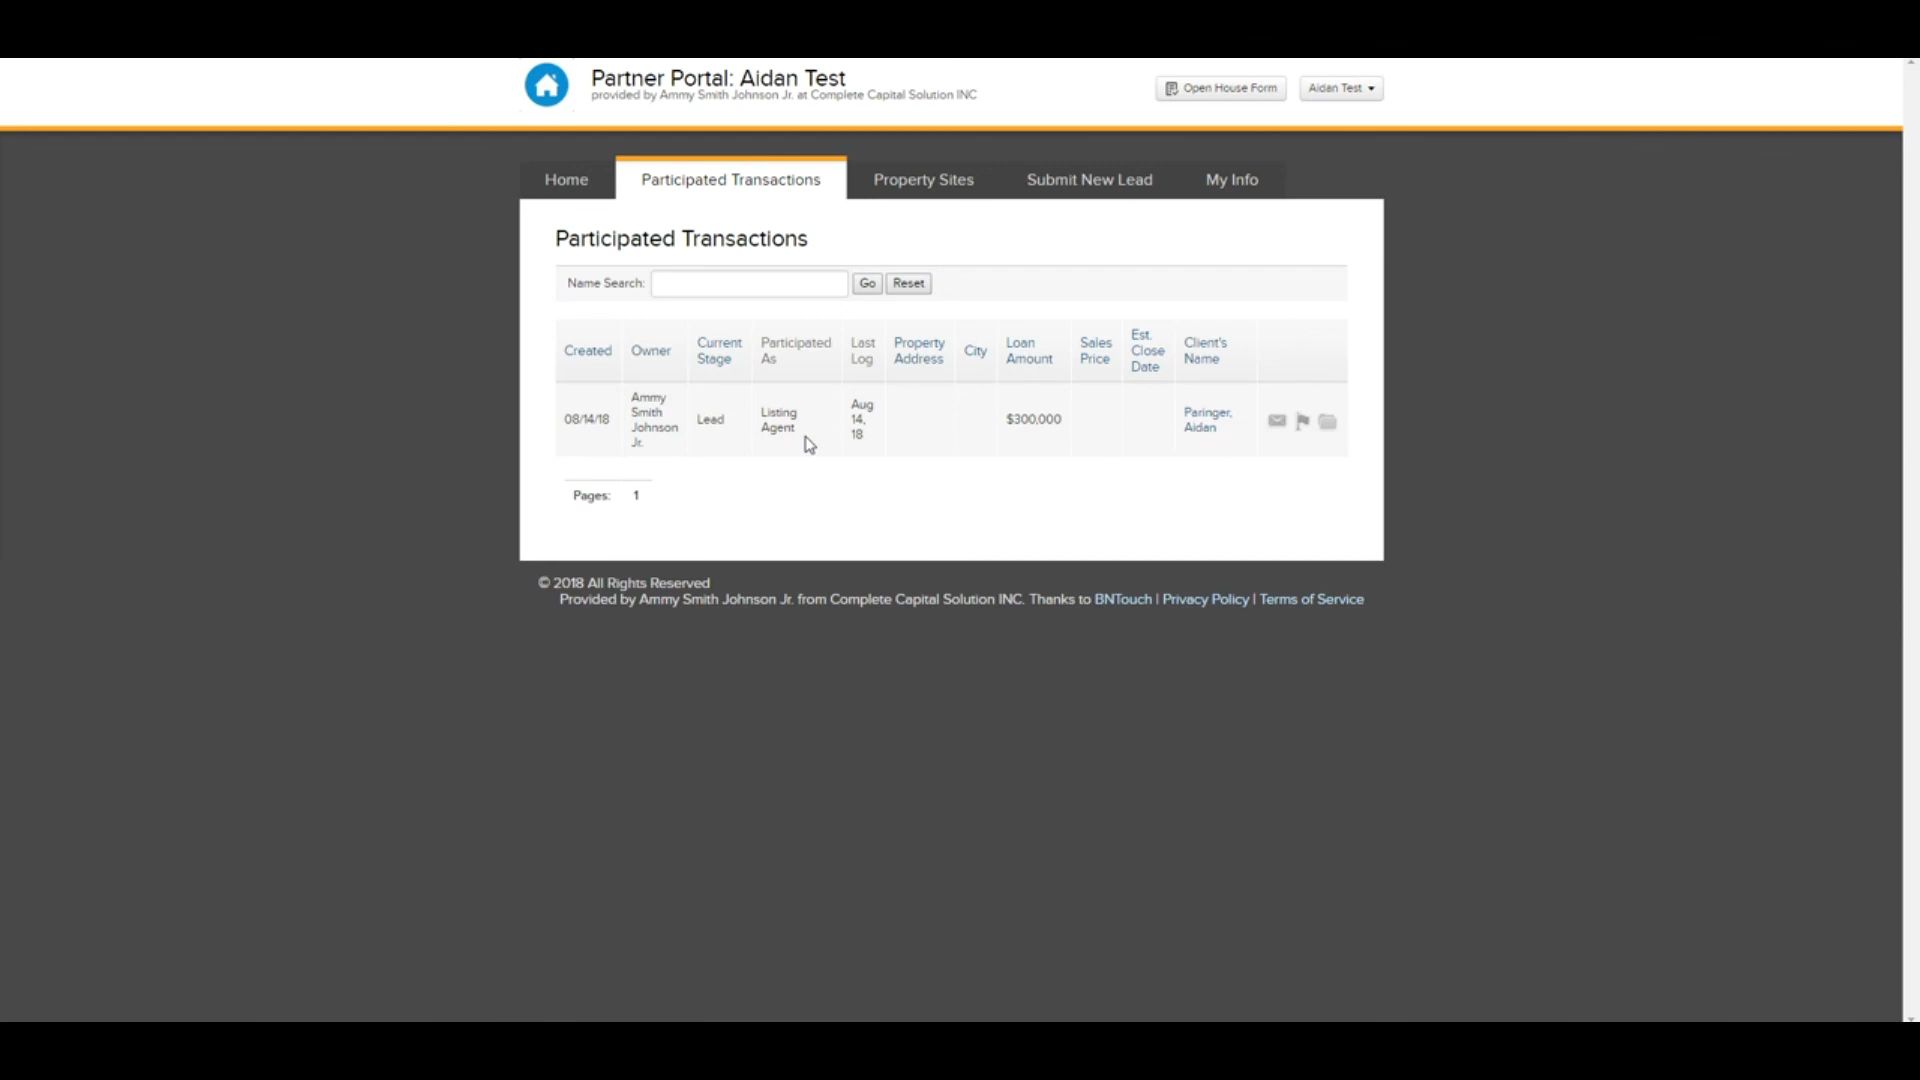 Partner Portal: Aidan Test
provided by Ammy Smith Johnson Jr. at Complete Capital Solution INC
Open House Form
Aidan Test
Home
Participated Transactions
Property Sites
Submit New Lead
My Info
Participated Transactions
Name Search:
Go
Reset
Created
Owner
Current
Stage
Participated
As
Last
Log
Property
Address
City
Loan
Amount
Sales
Price
Est.
Close
Date
Client's
Name
08/14/18
Ammy
Smith
Johnson
Jr.
Lead
Listing
Agent
Aug
14,
18
$300,000
Paringer,
Aidan
Pages: 1
© 2018 All Rights Reserved
Provided by Ammy Smith Johnson Jr. from Complete Capital Solution INC. Thanks to BNTouch | Privacy Policy | Terms of Service